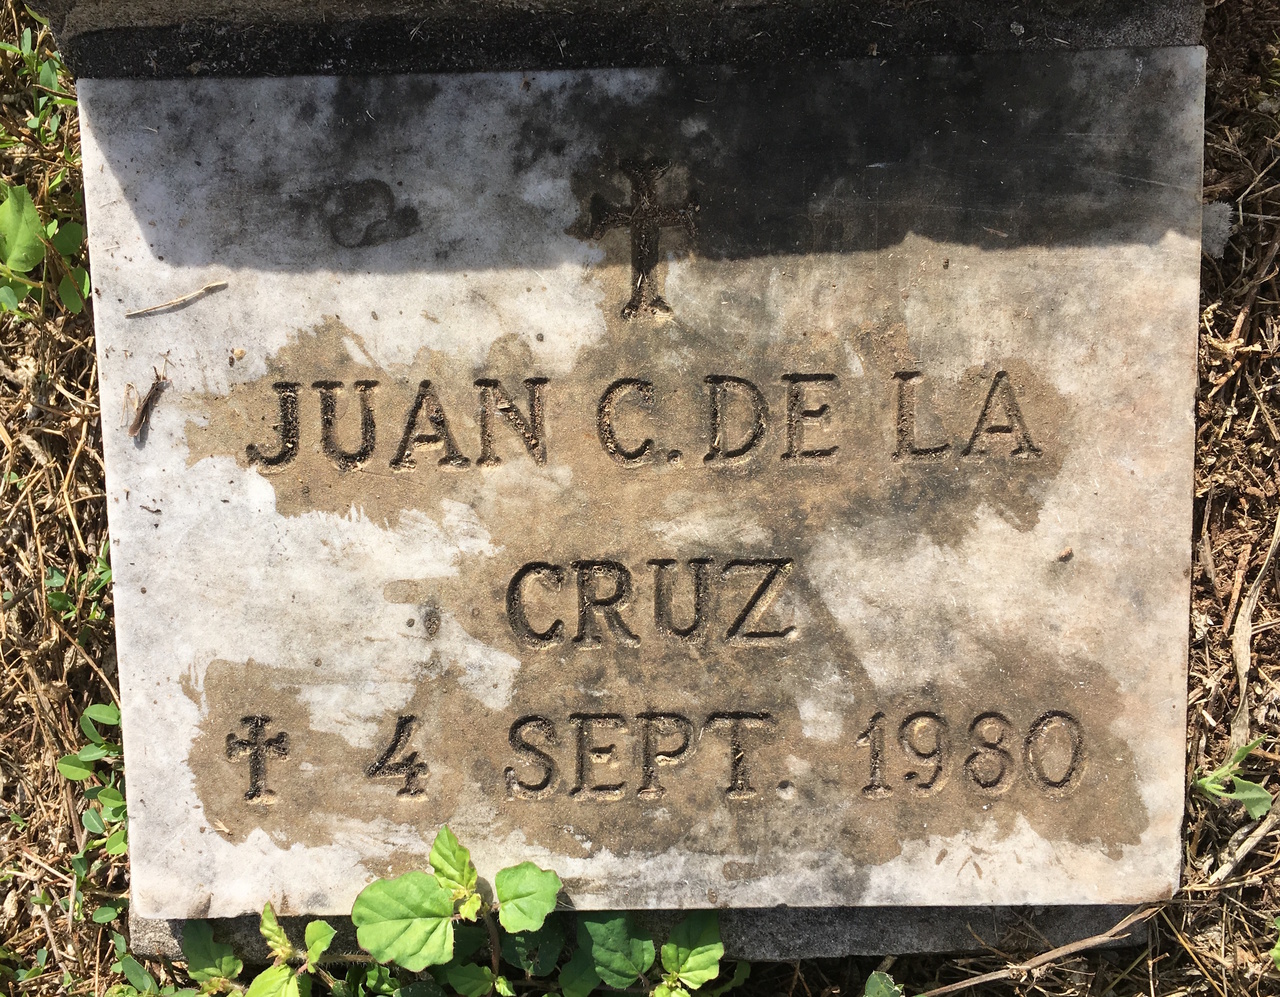 JUAN C. DE LA
CRUZ
✝ 4 SEPT. 1980